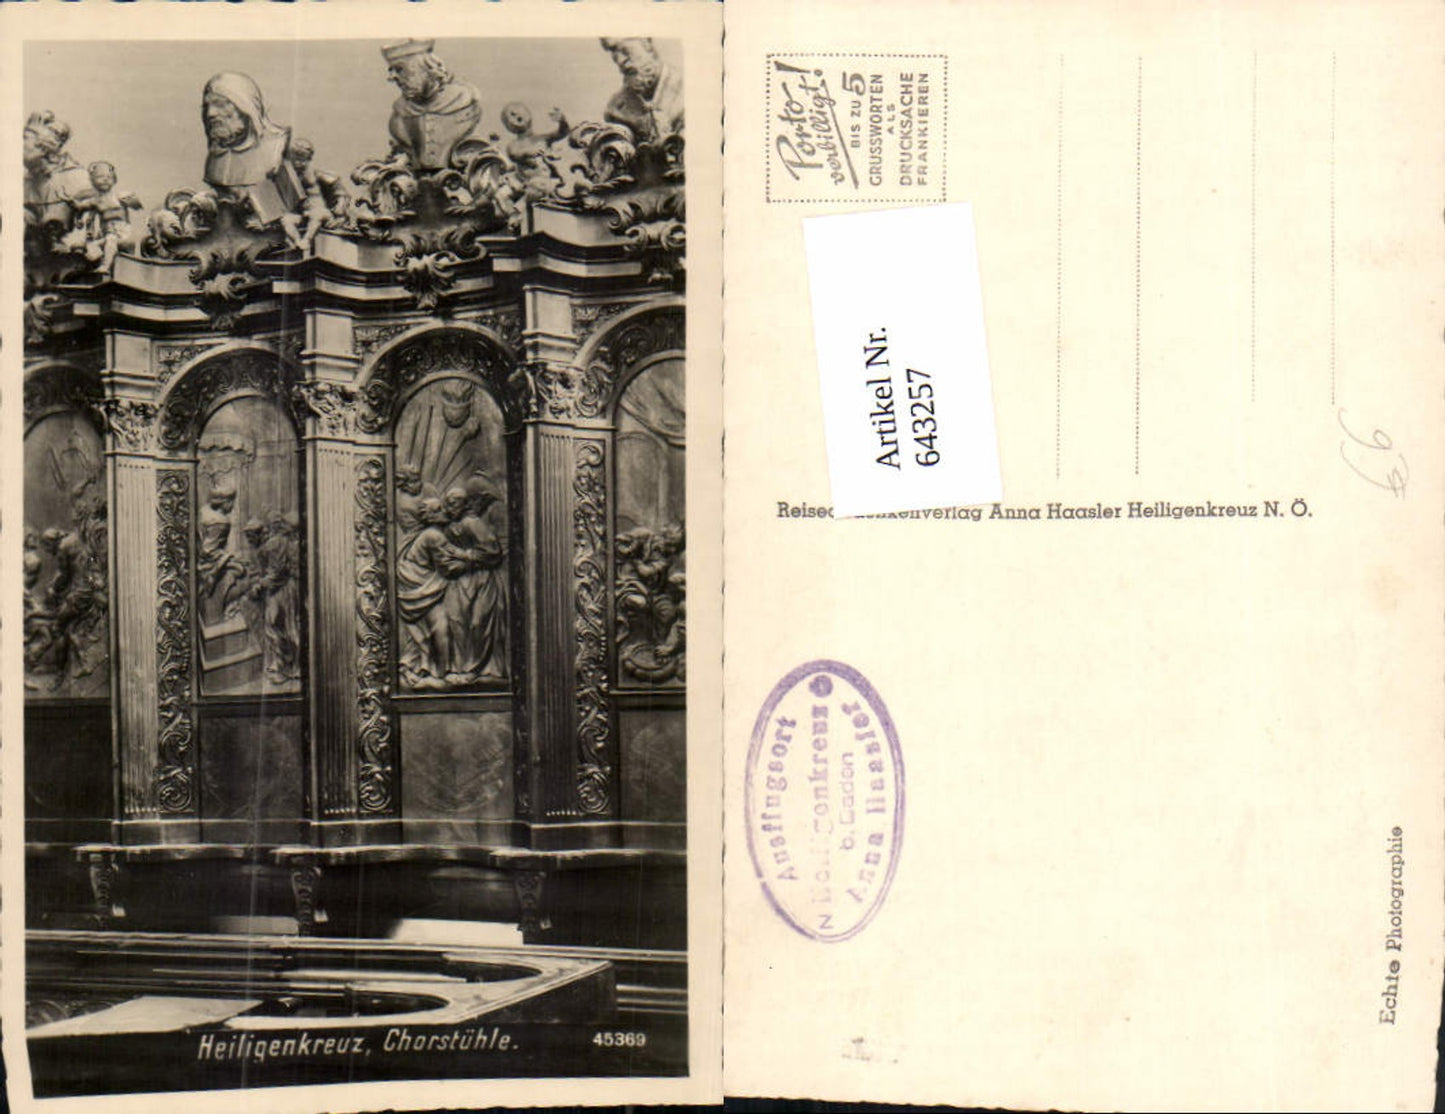 Heiligenkreuz, Chorstühle.
45369
Porto
verbilligt!
BIS ZU 5
GRUSSWORTEN
ALS
DRUCKSACHE
FRANKIEREN
Artikel Nr.
643257
Anna Haasler Heiligenkreuz N. Ö.
Ausflugsort
Heiligenkreuz
b. Baden
Anna Haasler
Echte Photographie